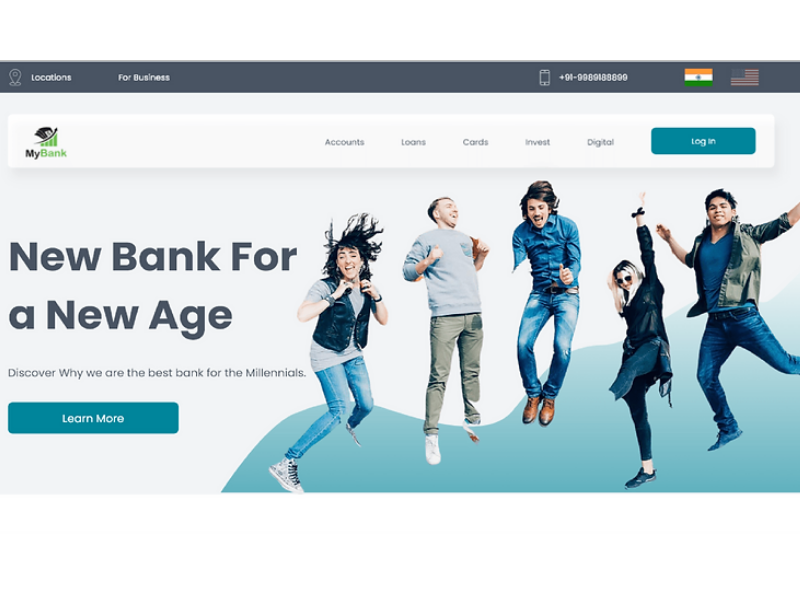 Locations
For Business
+91-9989188899
MyBank
Accounts
Loans
Cards
Invest
Digital
Log In
New Bank For
a New Age
Discover Why we are the best bank for the Millennials.
Learn More